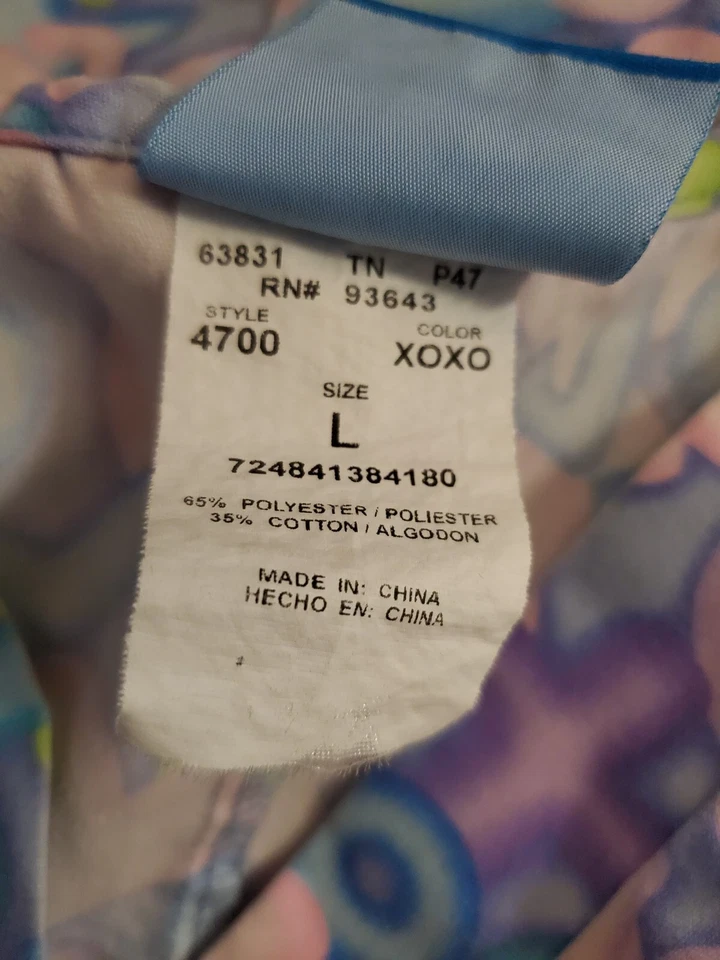 63831 TN P47
RN# 93643
STYLE COLOR
4700 XOXO
SIZE
L
724841384180
65% POLYESTER / POLIESTER
35% COTTON / ALGODON
MADE IN: CHINA
HECHO EN: CHINA